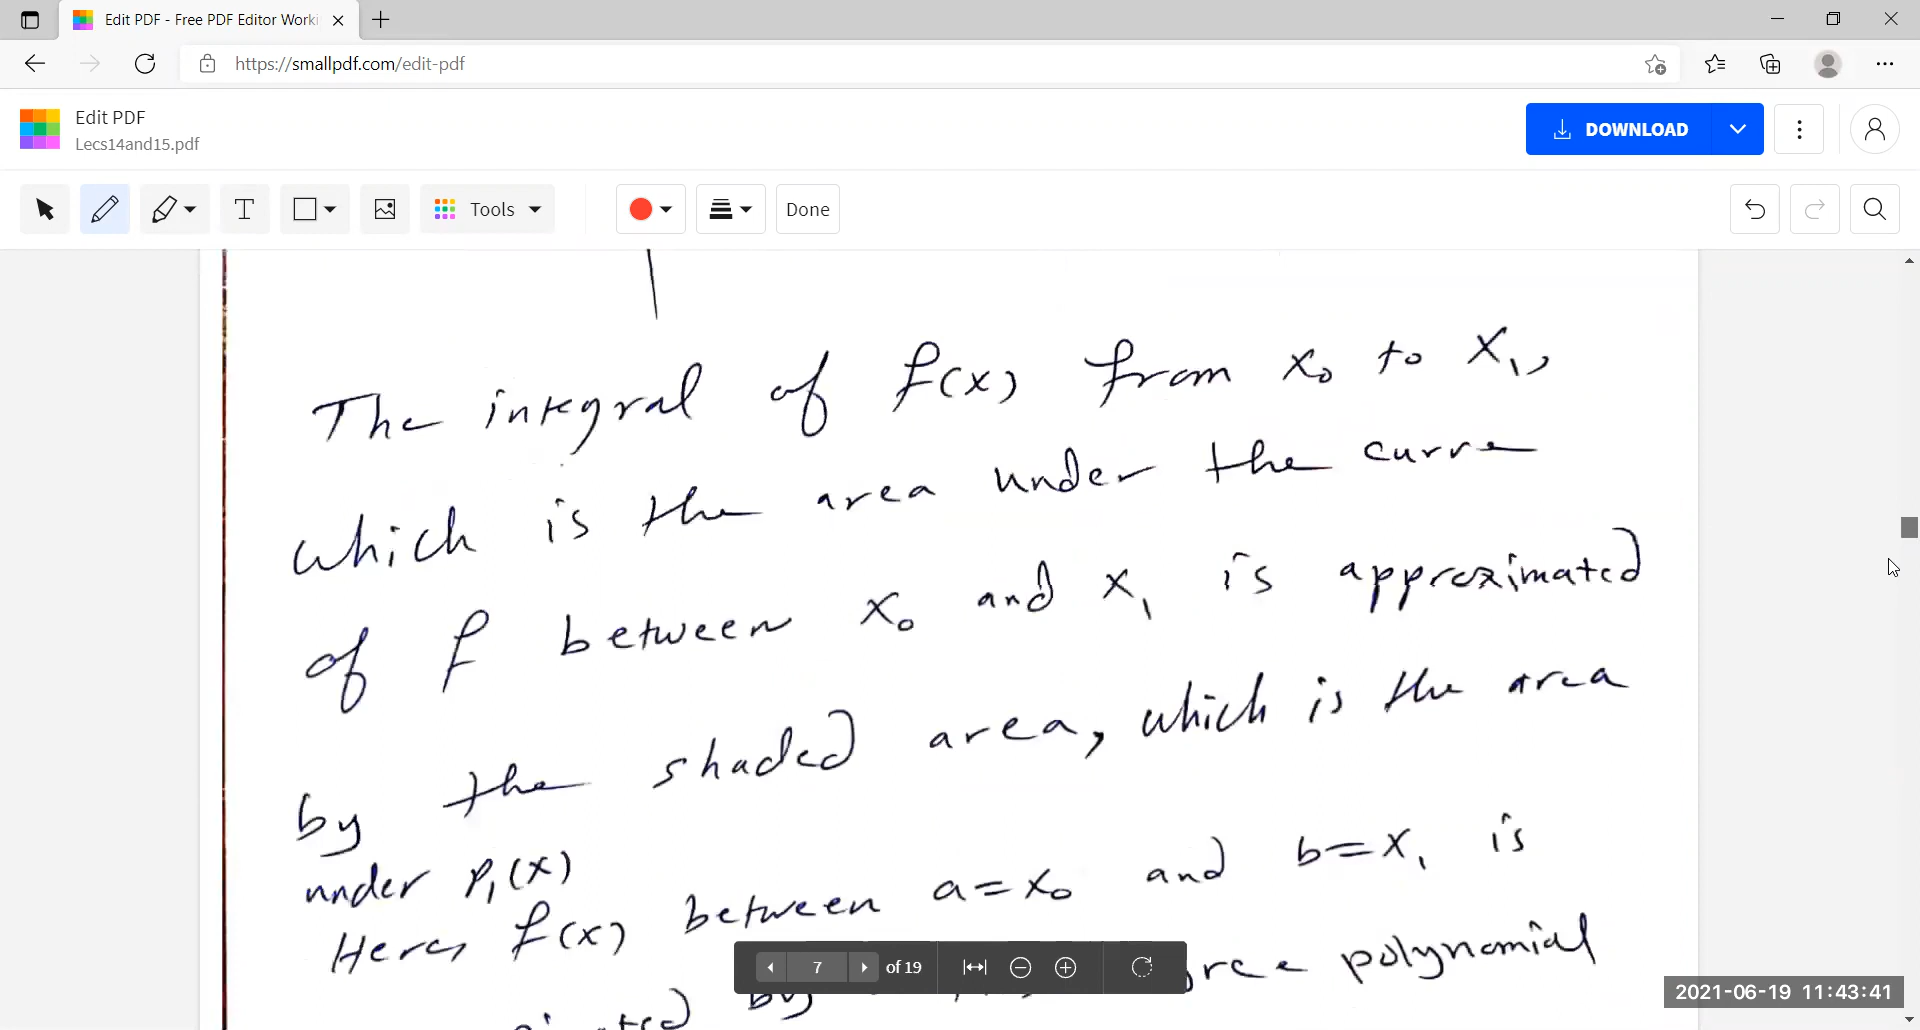 Edit PDF - Free PDF Editor Worki
https://smallpdf.com/edit-pdf
Edit PDF
Lecs14and15.pdf
DOWNLOAD
T
Tools
Done
The integral of f(x) from x₀ to x₁,
which is the area under the curve
of f between x₀ and x₁ is approximated
by the shaded area, which is the area
under P₁(x)
Here, f(x) between a=x₀ and b=x₁ is
by polynomial
7 of 19
2021-06-19 11:43:41